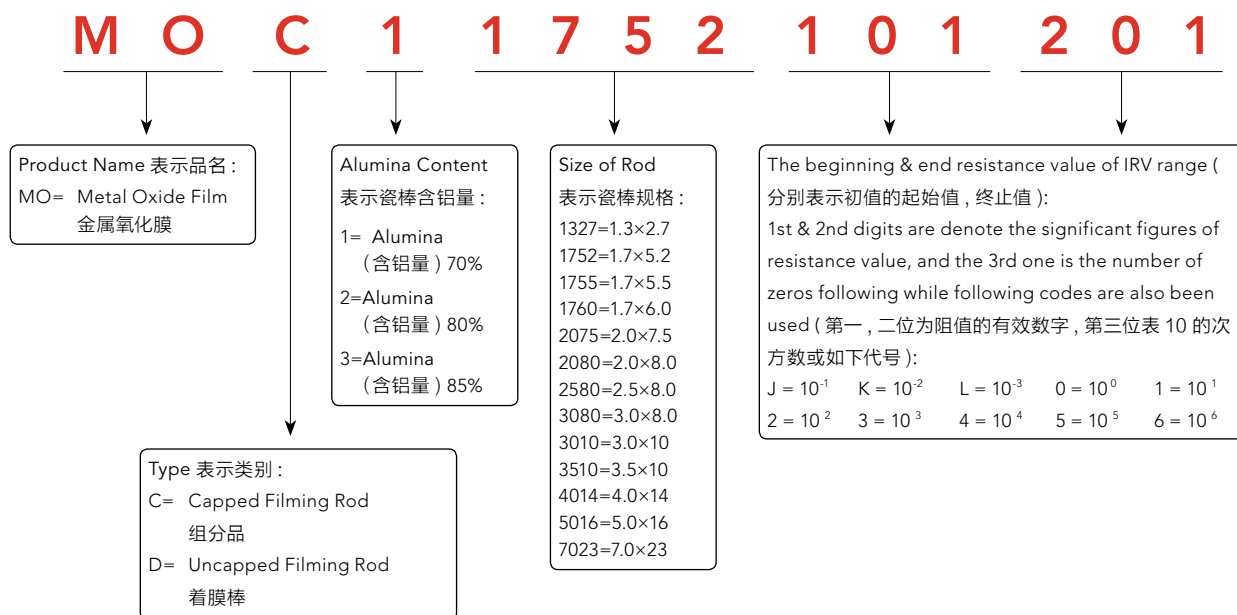 M O C 1 1 7 5 2 1 0 1 2 0 1
Product Name 表示品名 :
MO= Metal Oxide Film
金属氧化膜
Type 表示类别 :
C= Capped Filming Rod
组分品
D= Uncapped Filming Rod
着膜棒
Alumina Content
表示瓷棒含铝量 :
1= Alumina
( 含铝量 ) 70%
2=Alumina
( 含铝量 ) 80%
3=Alumina
( 含铝量 ) 85%
Size of Rod
表示瓷棒规格 :
1327=1.3×2.7
1752=1.7×5.2
1755=1.7×5.5
1760=1.7×6.0
2075=2.0×7.5
2080=2.0×8.0
2580=2.5×8.0
3080=3.0×8.0
3010=3.0×10
3510=3.5×10
4014=4.0×14
5016=5.0×16
7023=7.0×23
The beginning & end resistance value of IRV range (
分别表示初值的起始值 , 终止值 ):
1st & 2nd digits are denote the significant figures of
resistance value, and the 3rd one is the number of
zeros following while following codes are also been
used ( 第一 , 二位为阻值的有效数字 , 第三位表 10 的次
方数或如下代号 ):
J = 10⁻¹ K = 10⁻² L = 10⁻³ 0 = 10⁰ 1 = 10¹
2 = 10² 3 = 10³ 4 = 10⁴ 5 = 10⁵ 6 = 10⁶